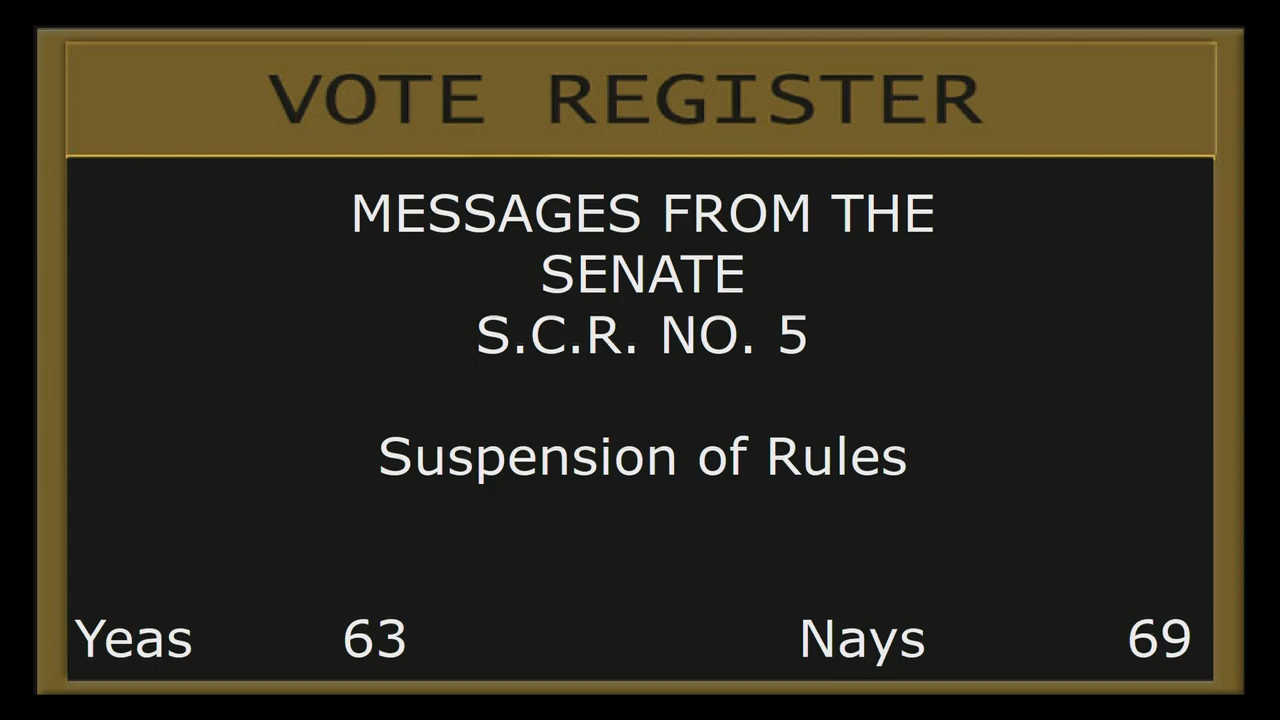 VOTE REGISTER
MESSAGES FROM THE
SENATE
S.C.R. NO. 5
Suspension of Rules
Yeas 63 Nays 69